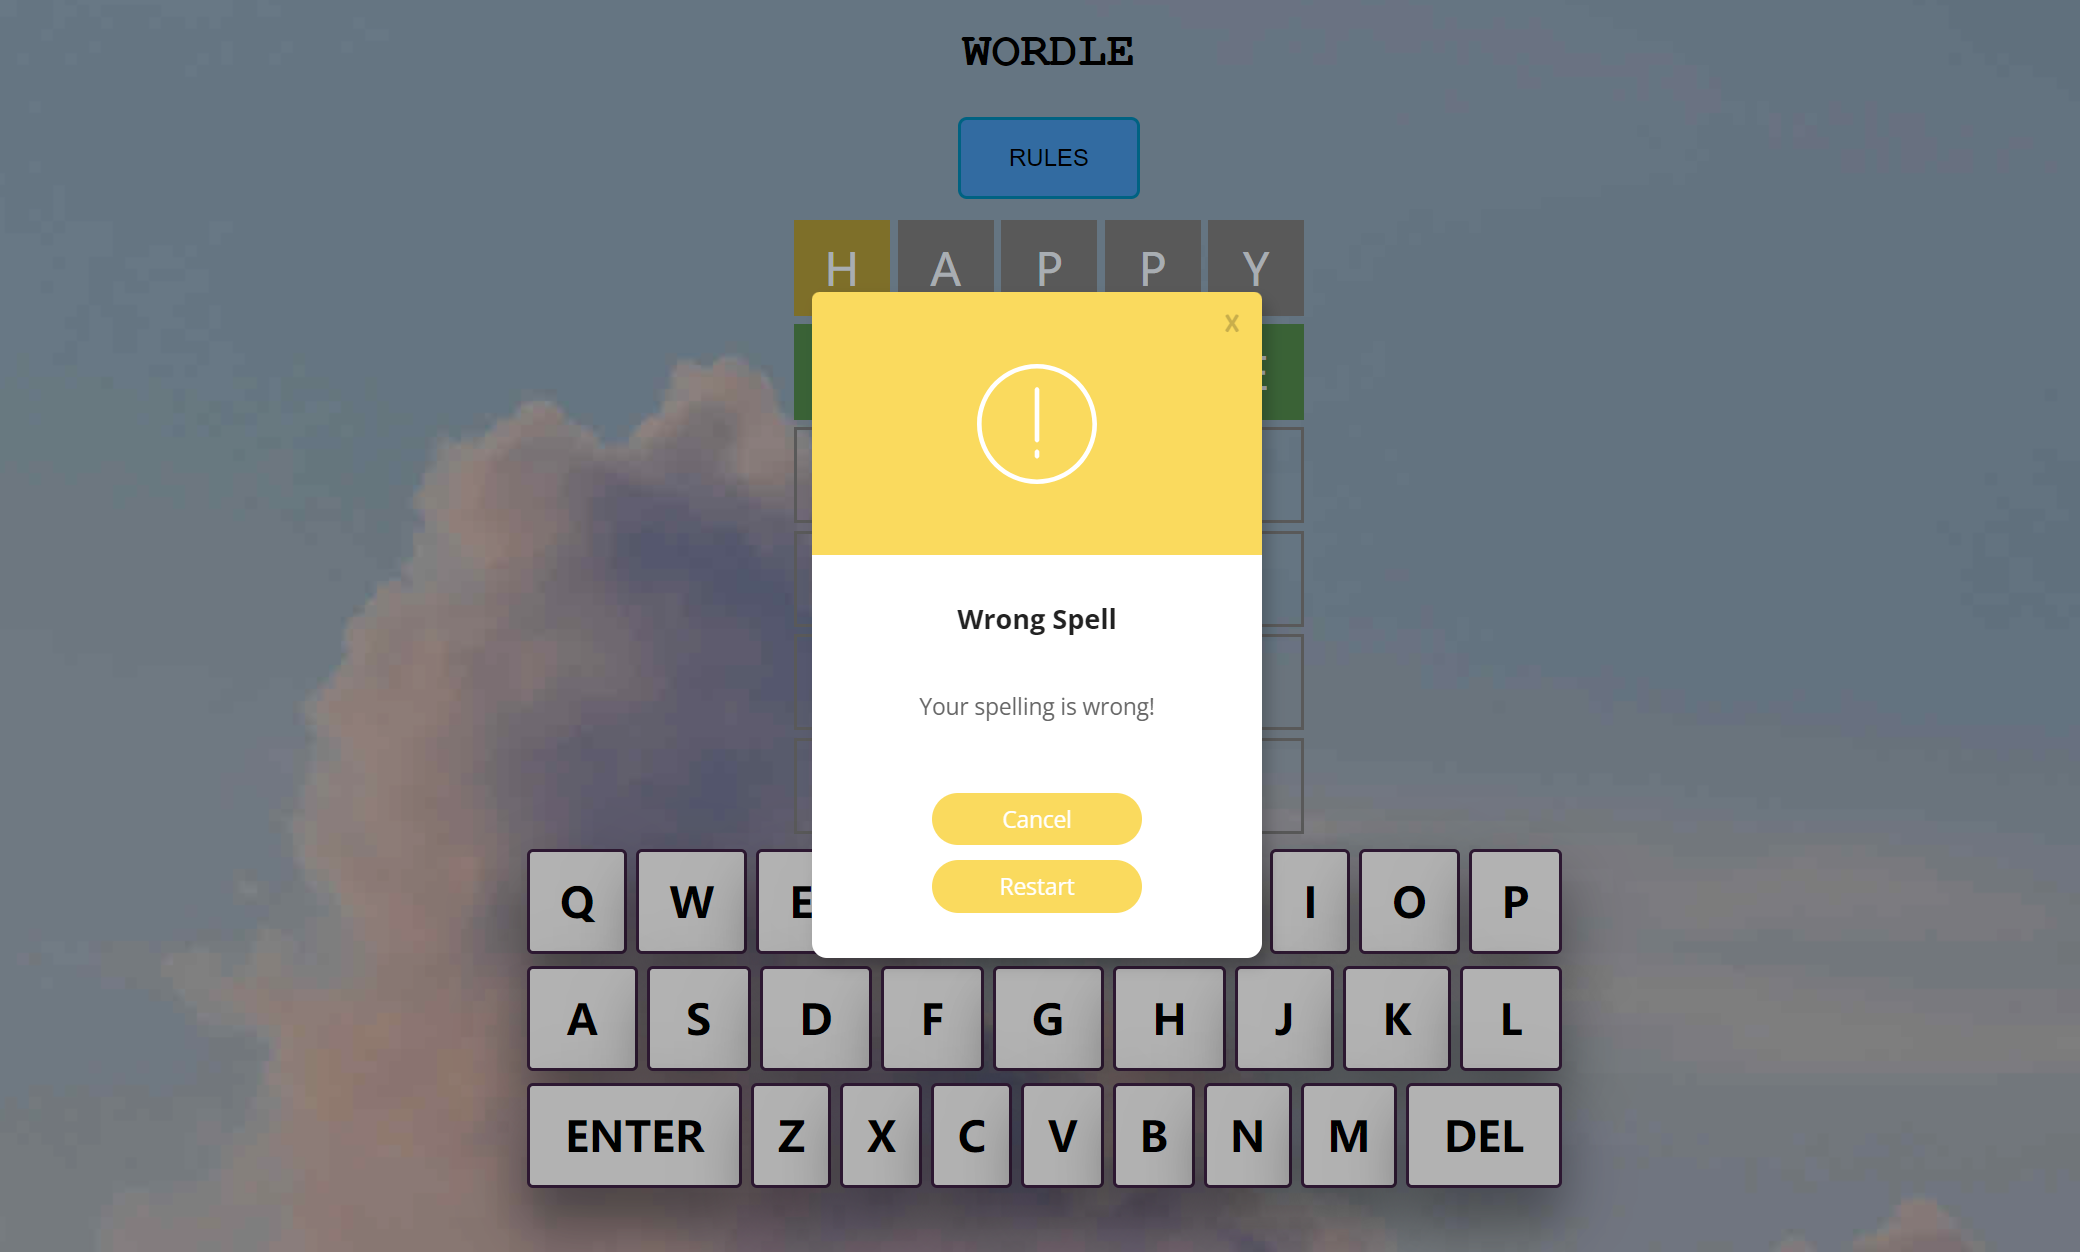 WORDLE
RULES
H A P P Y
X
E
Wrong Spell
Your spelling is wrong!
Cancel
Restart
Q W E I O P
A S D F G H J K L
ENTER Z X C V B N M DEL